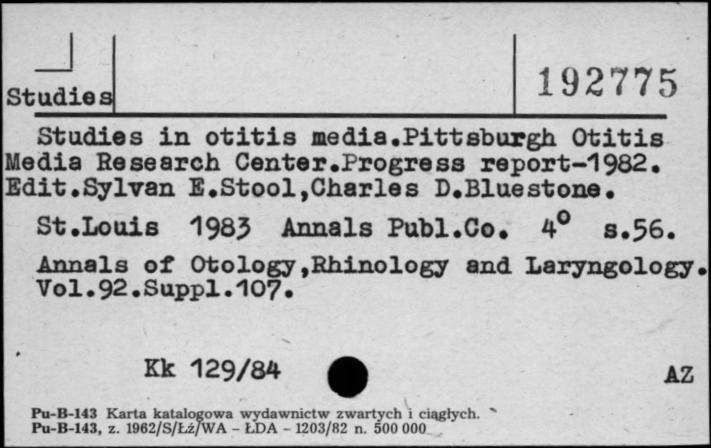 192775
Studies
Studies in otitis media.Pittsburgh Otitis
Media Research Center.Progress report-1982.
Edit.Sylvan E.Stool,Charles D.Bluestone.
St.Louis 1983 Annals Publ.Co. 4° s.56.
Annals of Otology,Rhinology and Laryngology.
Vol.92.Suppl.107.
Kk 129/84
AZ
Pu-B-143 Karta katalogowa wydawnictw zwartych i ciągłych.
Pu-B-143, z. 1962/S/Łź/WA - ŁDA - 1203/82 n. 500 000